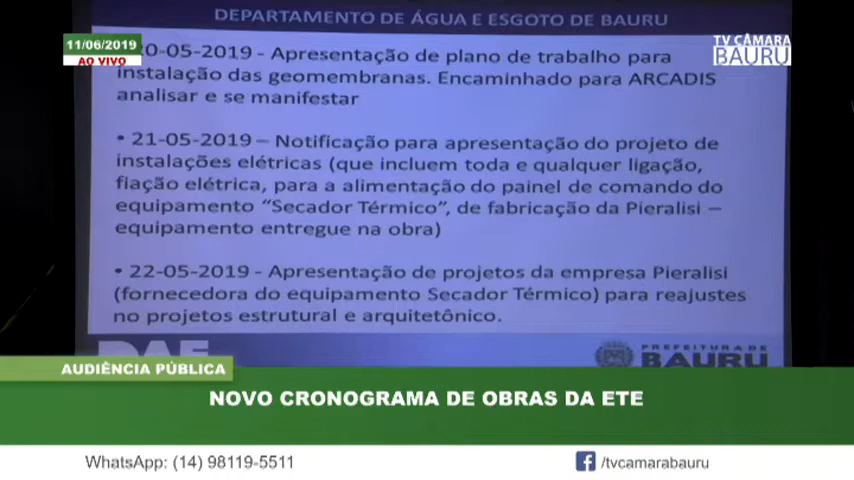 DEPARTAMENTO DE ÁGUA E ESGOTO DE BAURU
11/06/2019
AO VIVO
TV CÂMARA
BAURU
20-05-2019 - Apresentação de plano de trabalho para
instalação das geomembranas. Encaminhado para ARCADIS
analisar e se manifestar
• 21-05-2019 – Notificação para apresentação do projeto de
instalações elétricas (que incluem toda e qualquer ligação,
fiação elétrica, para a alimentação do painel de comando do
equipamento “Secador Térmico”, de fabricação da Pieralisi –
equipamento entregue na obra)
• 22-05-2019 - Apresentação de projetos da empresa Pieralisi
(fornecedora do equipamento Secador Térmico) para reajustes
no projetos estrutural e arquitetônico.
DAE
PREFEITURA DE
BAURU
AUDIÊNCIA PÚBLICA
NOVO CRONOGRAMA DE OBRAS DA ETE
WhatsApp: (14) 98119-5511
/tvcamarabauru